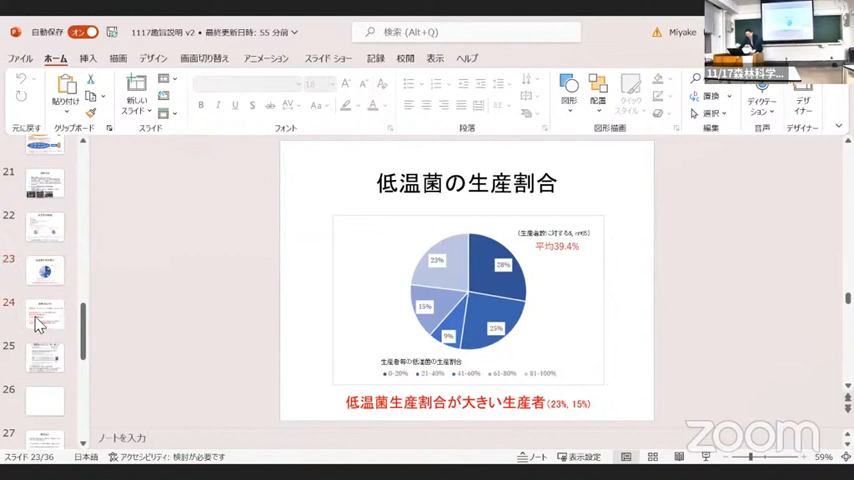 自動保存 オン 1117趣旨説明 v2 • 最終更新日時: 55 分前
検索 (Alt+Q)
Miyake
11/17森林科学...
ファイル ホーム 挿入 描画 デザイン 画面切り替え アニメーション スライド ショー 記録 校閲 表示 ヘルプ
貼り付け
新しい
スライド
18
B I U S ab AV
Aa A
図形 配置 クイック
スタイル
置換
選択
ディクテー
ション
デザ
イナー
元に戻す クリップボード スライド フォント 段落 図形描画 編集 音声 デザイナー
21
22
23
24
25
26
27
低温菌の生産割合
平均39.4%
23%
28%
15%
9%
25%
生産者毎の低温菌の生産割合
0-20% 21-40% 41-60% 61-80% 81-100%
低温菌生産割合が大きい生産者(23%, 15%)
ノートを入力
zoom
スライド 23/36 日本語 アクセシビリティ: 検討が必要です ノート 表示設定 59%